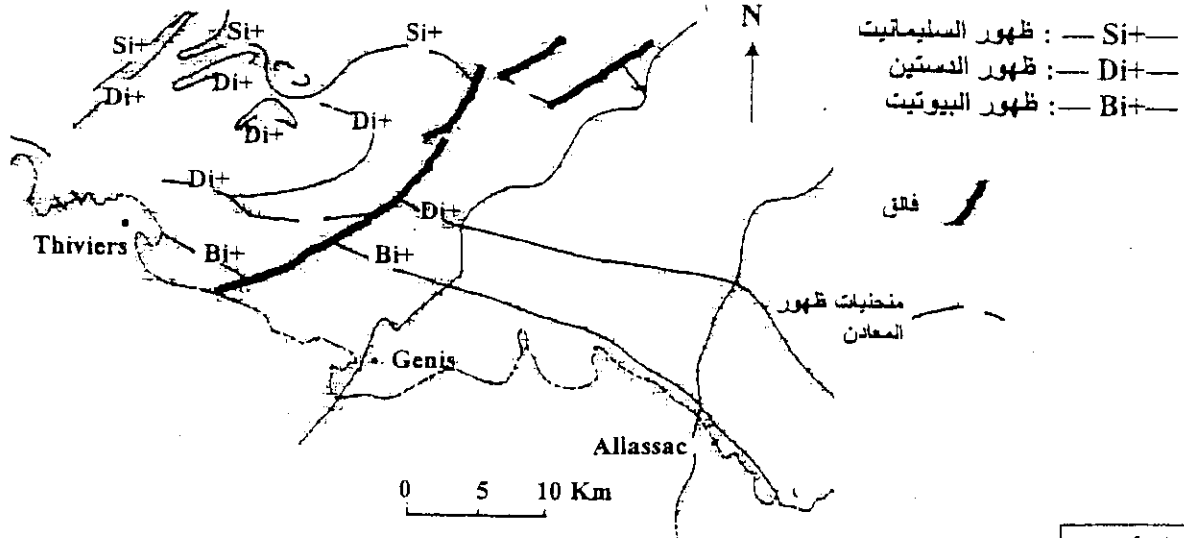 N
—Si+— : ظهور السليمانيت
—Di+— : ظهور الدستين
—Bi+— : ظهور البيوتيت
فالق
منحنيات ظهور
المعادن
Si+
Si+
Si+
Di+
Di+
Di+
Di+
Di+
Di+
Thiviers
Bi+
Bi+
Genis
Allassac
0 5 10 Km